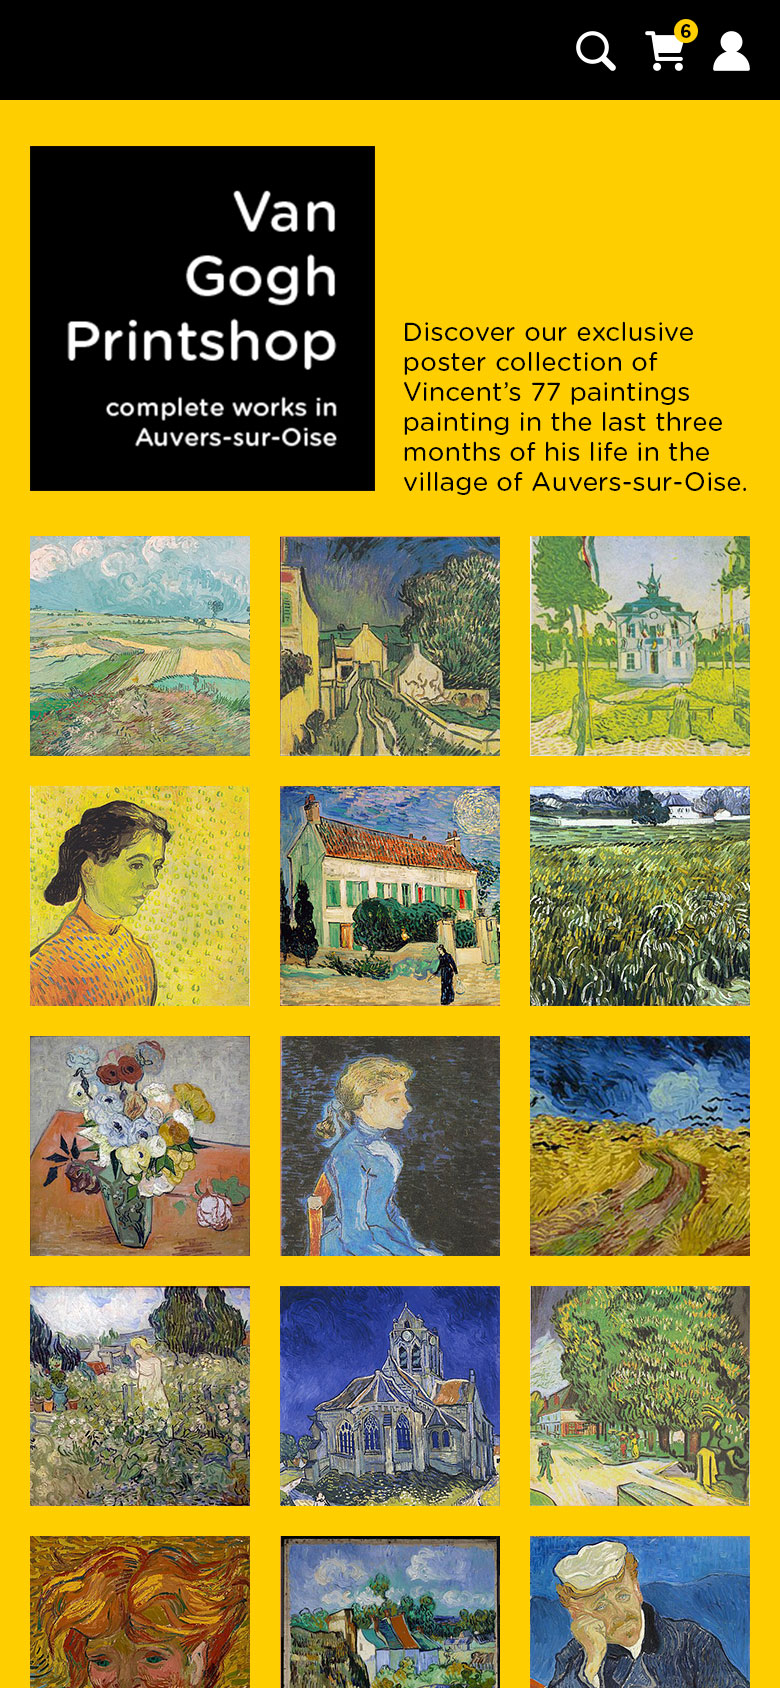 6
Van
Gogh
Printshop
complete works in
Auvers-sur-Oise
Discover our exclusive
poster collection of
Vincent’s 77 paintings
painting in the last three
months of his life in the
village of Auvers-sur-Oise.